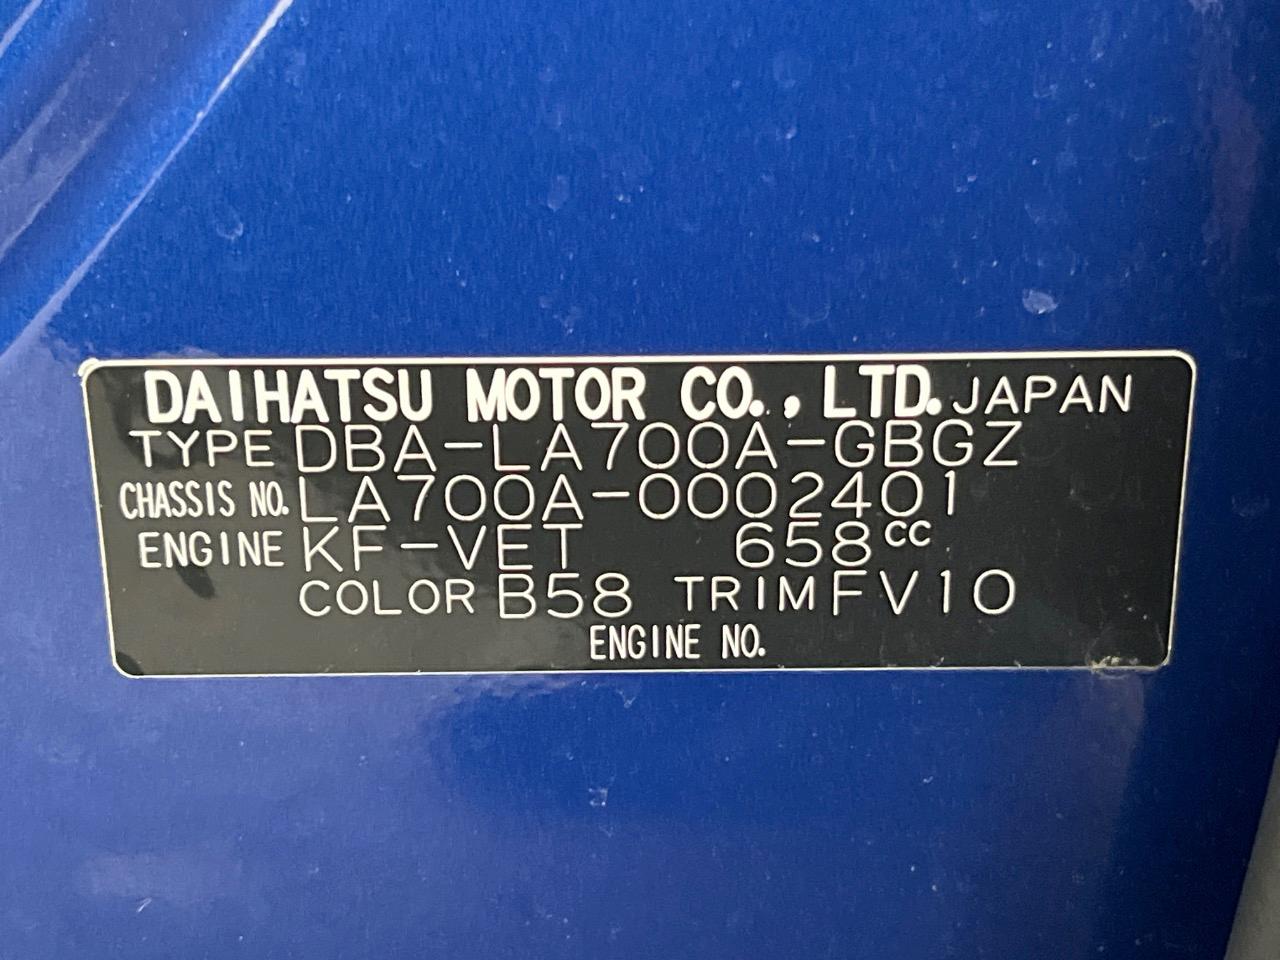 DAIHATSU MOTOR CO., LTD. JAPAN
TYPE DBA-LA700A-GBGZ
CHASSIS NO. LA700A-0002401
ENGINE KF-VET 658cc
COLOR B58 TRIM FV10
ENGINE NO.